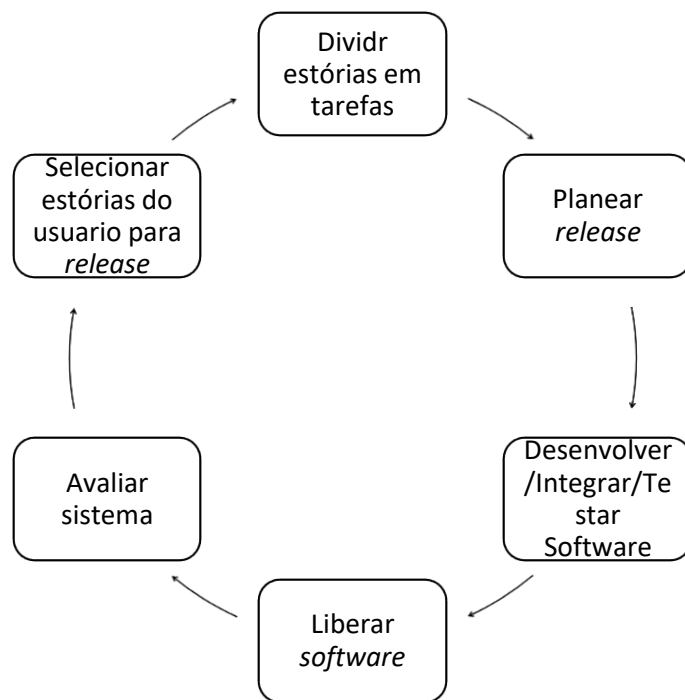 Dividr
estórias em
tarefas
Planear
release
Desenvolver
/Integrar/Te
star
Software
Liberar
software
Avaliar
sistema
Selecionar
estórias do
usuario para
release